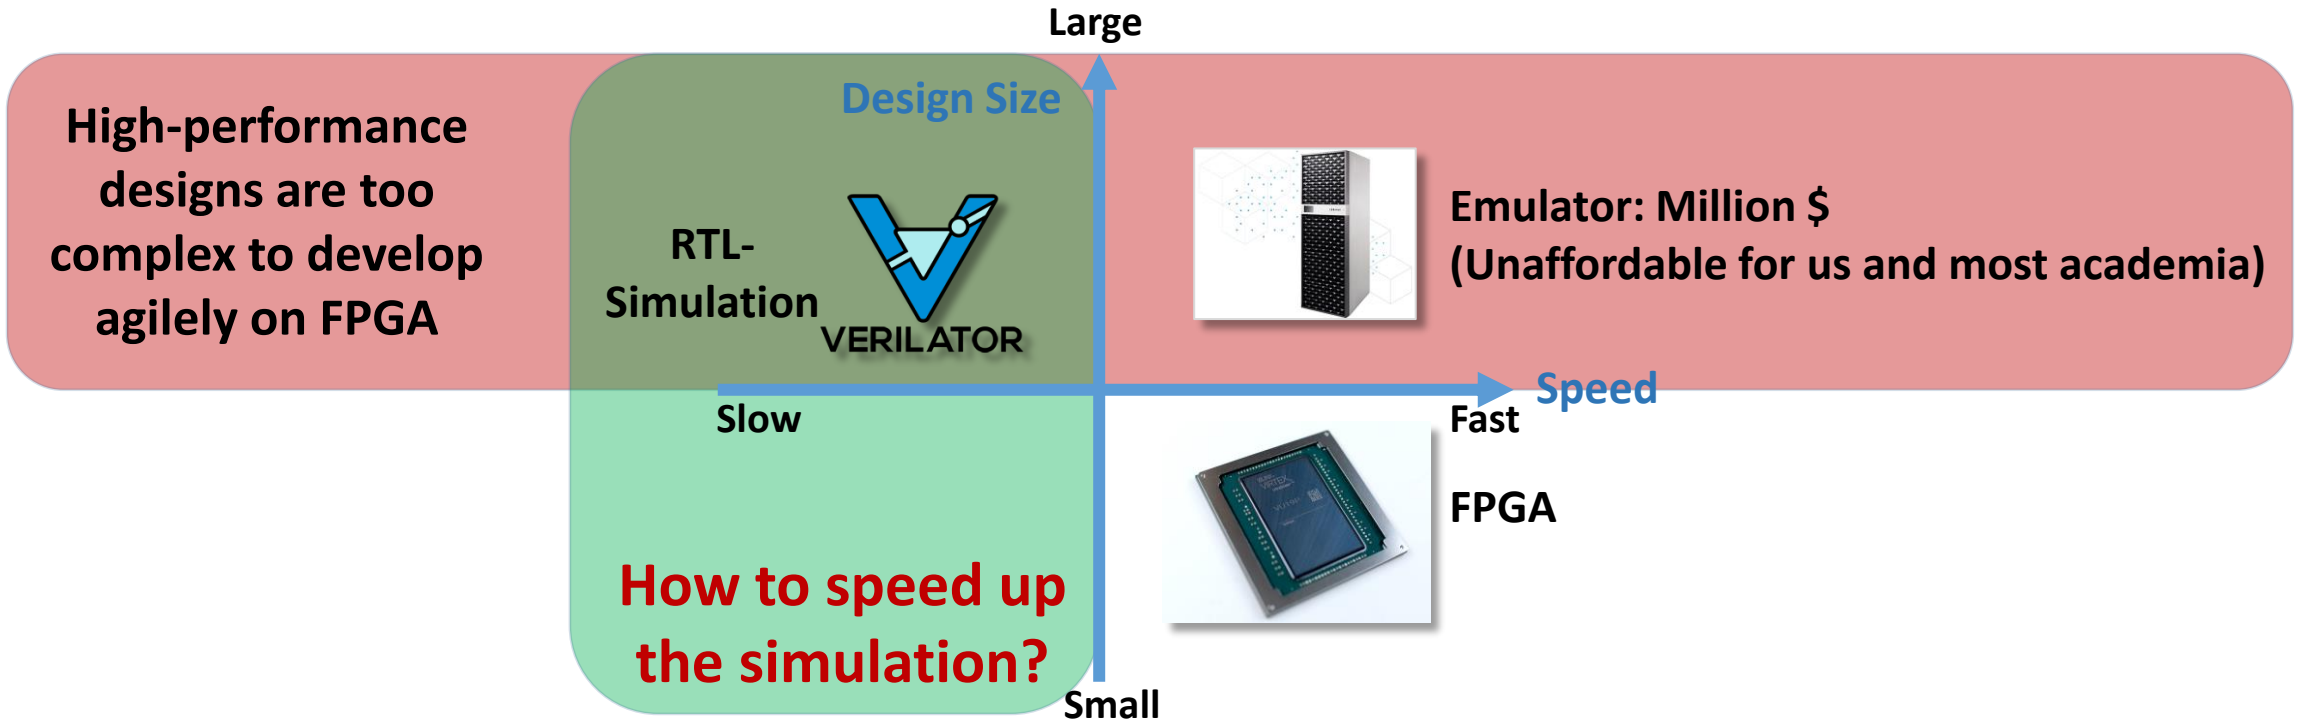 Large
Design Size
High-performance
designs are too
complex to develop
agilely on FPGA
RTL-
Simulation
VERILATOR
Emulator: Million $
(Unaffordable for us and most academia)
Speed
Slow
Fast
VIRTEX
FPGA
How to speed up
the simulation?
Small